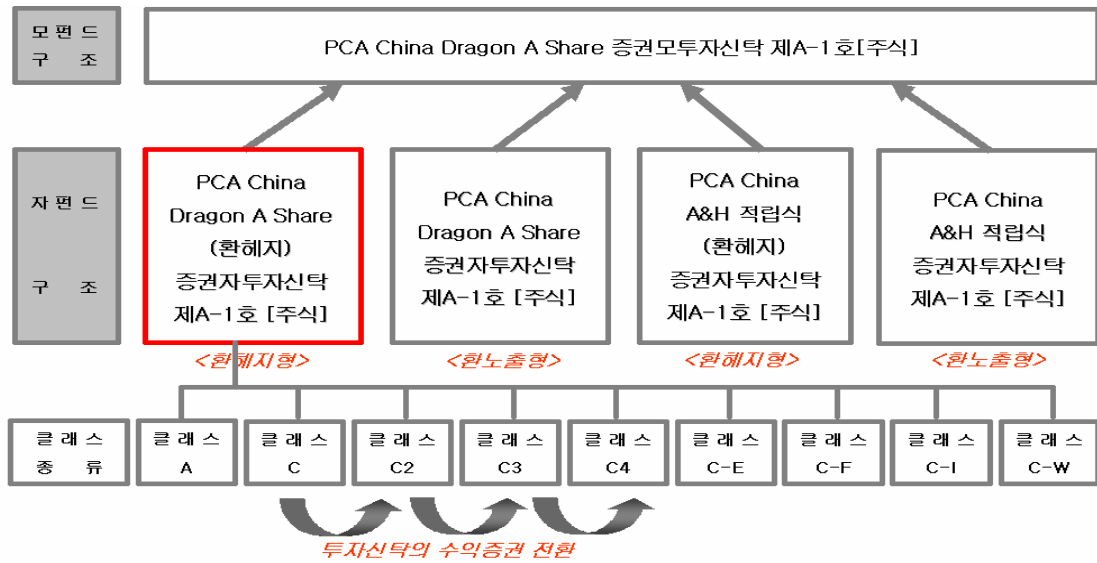 모 펀 드
구 조
PCA China Dragon A Share 증권모투자신탁 제A-1호[주식]
자 펀 드
구 조
PCA China
Dragon A Share
(환헤지)
증권자투자신탁
제A-1호 [주식]
PCA China
Dragon A Share
증권자투자신탁
제A-1호 [주식]
PCA China
A&H 적립식
(환헤지)
증권자투자신탁
제A-1호 [주식]
PCA China
A&H 적립식
증권자투자신탁
제A-1호 [주식]
<환헤지형>
<환노출형>
<환헤지형>
<환노출형>
클 래 스
종 류
클 래 스
A
클래스
C
클래스
C2
클래스
C3
클래스
C4
클래스
C-E
클래스
C-F
클래스
C-I
클래스
C-W
투자신탁의 수익증권 전환